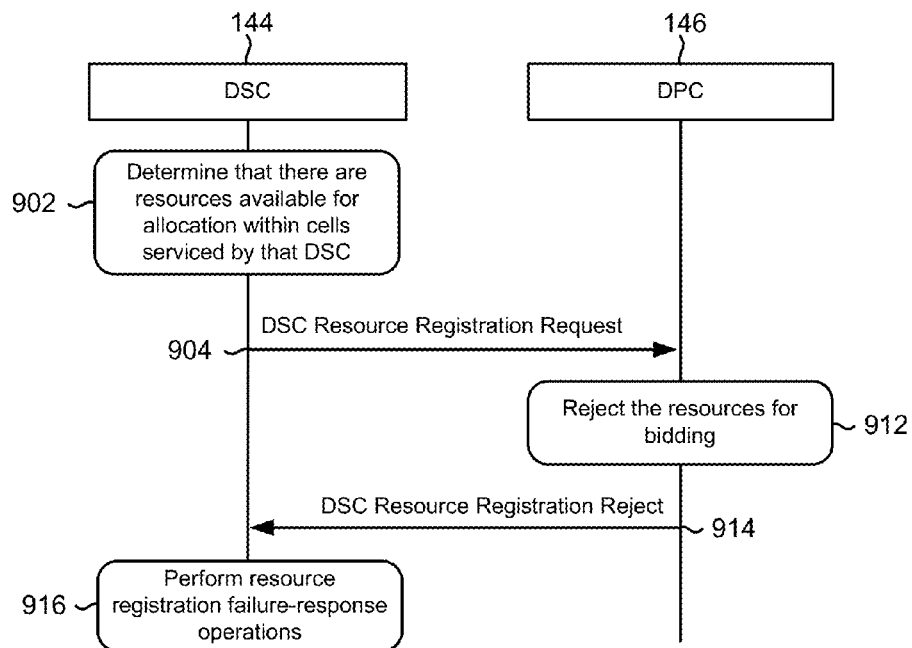 144
146
DSC
DPC
902
Determine that there are
resources available for
allocation within cells
serviced by that DSC
DSC Resource Registration Request
904
Reject the resources for
bidding
912
DSC Resource Registration Reject
914
916
Perform resource
registration failure-response
operations